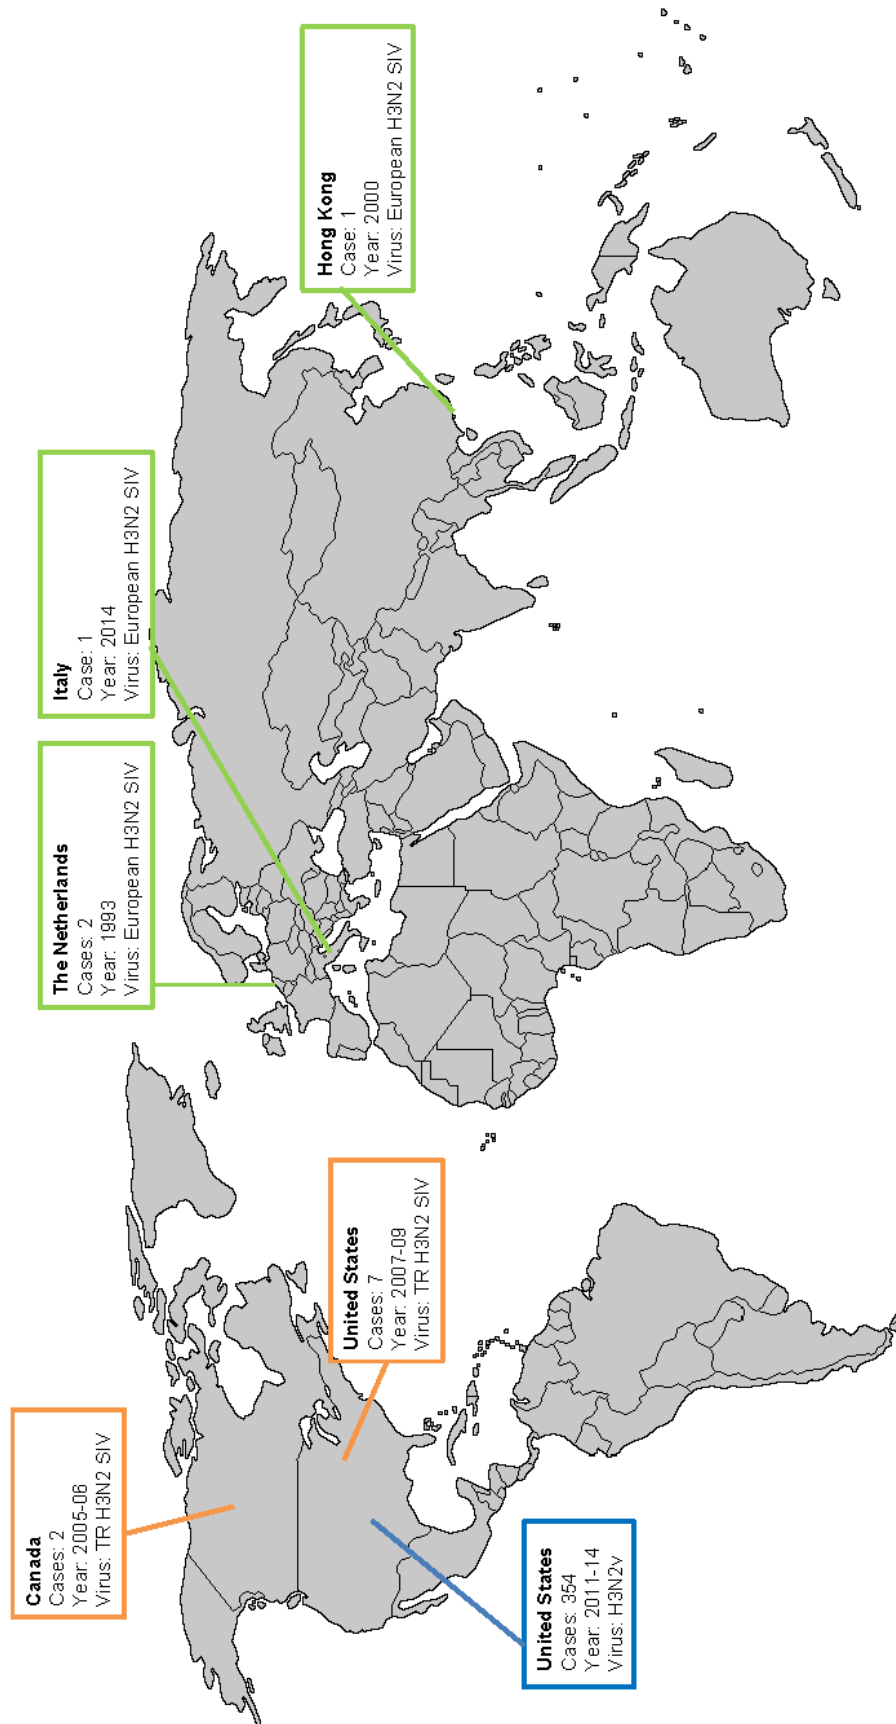 Canada
Cases: 2
Year: 2005-06
Virus: TR H3N2 SIV
The Netherlands
Cases: 2
Year: 1993
Virus: European H3N2 SIV
Italy
Case: 1
Year: 2014
Virus: European H3N2 SIV
Hong Kong
Case: 1
Year: 2000
Virus: European H3N2 SIV
United States
Cases: 7
Year: 2007-09
Virus: TR H3N2 SIV
United States
Cases: 354
Year: 2011-14
Virus: H3N2v